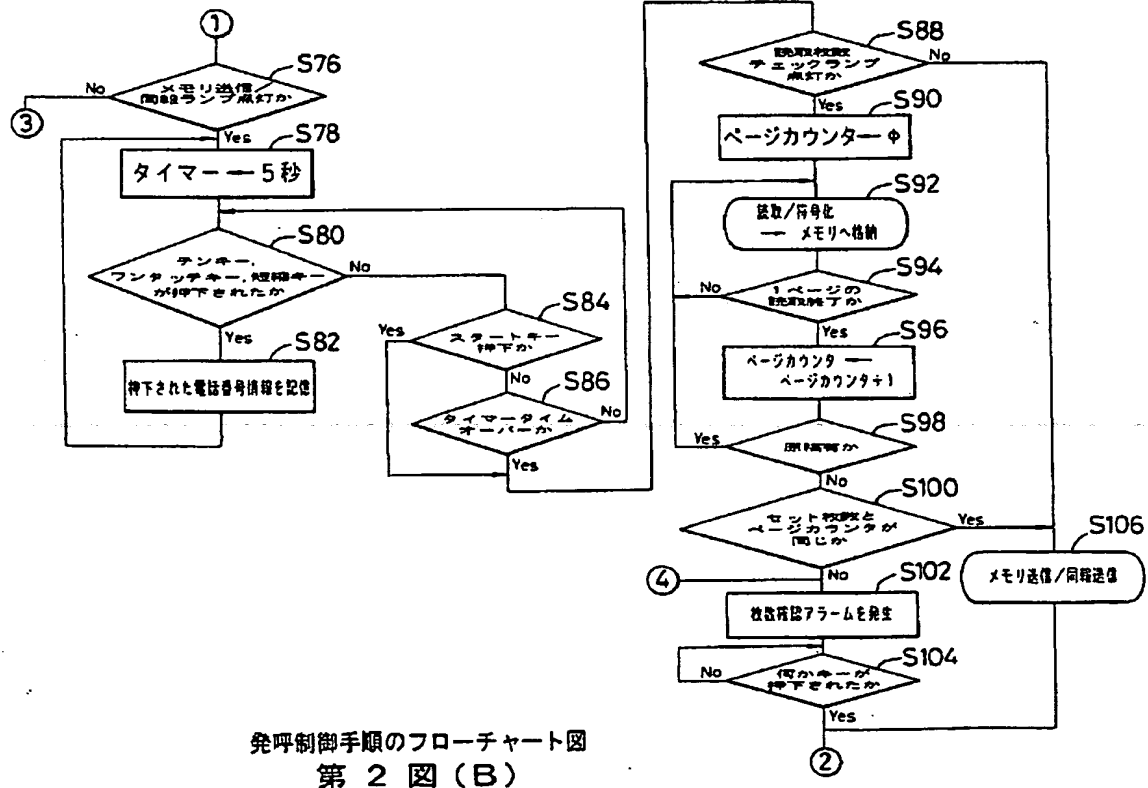 ①
S76
メモリ送信
同報ランプ点灯か
No
③
Yes
S78
タイマー ← 5秒
S80
テンキー,
ワンタッチキー,短縮キー
が押下されたか
No
Yes
S82
押下された電話番号情報を記信
S84
スタートキー
押下か
Yes
No
S86
タイマータイム
オーバーか
No
Yes
S88
読取枚数
チェックランプ
点灯か
No
Yes
S90
ページカウンタ ← φ
S92
読取/符号化
→ メモリへ格納
S94
1ページの
読取終了か
No
Yes
S96
ページカウンタ ←
ページカウンタ+1
S98
原稿有か
Yes
No
S100
セット枚数と
ページカウンタが
同じか
Yes
No
④
S102
枚数確認アラームを発生
S104
何かキーが
押下されたか
No
Yes
②
S106
メモリ送信/同報送信
発呼制御手順のフローチャート図
第 2 図 (B)